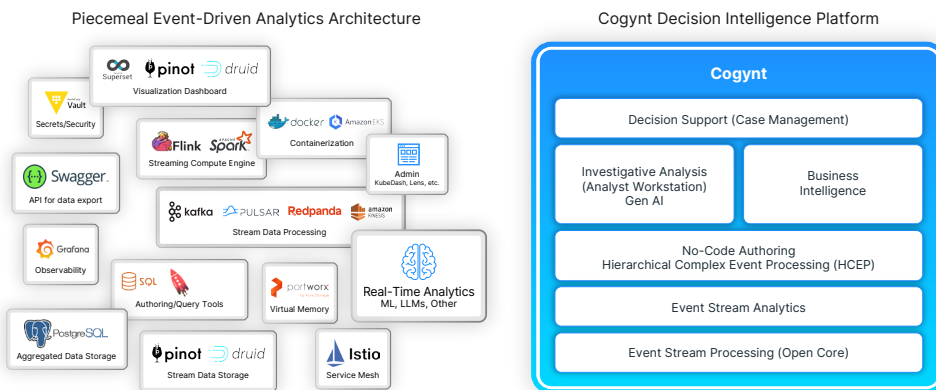 Piecemeal Event-Driven Analytics Architecture
Superset
pinot
druid
Visualization Dashboard
Vault
Secrets/Security
Flink
APACHE
Spark
Streaming Compute Engine
docker
Amazon EKS
Containerization
Admin
KubeDash, Lens, etc.
Swagger
API for data export
kafka
PULSAR
Redpanda
amazon
KINESIS
Stream Data Processing
Grafana
Observability
SQL
Authoring/Query Tools
portworx
Virtual Memory
Real-Time Analytics
ML, LLMs, Other
PostgreSQL
Aggregated Data Storage
pinot
druid
Stream Data Storage
Istio
Service Mesh
Cogynt Decision Intelligence Platform
Cogynt
Decision Support (Case Management)
Investigative Analysis
(Analyst Workstation)
Gen AI
Business
Intelligence
No-Code Authoring
Hierarchical Complex Event Processing (HCEP)
Event Stream Analytics
Event Stream Processing (Open Core)